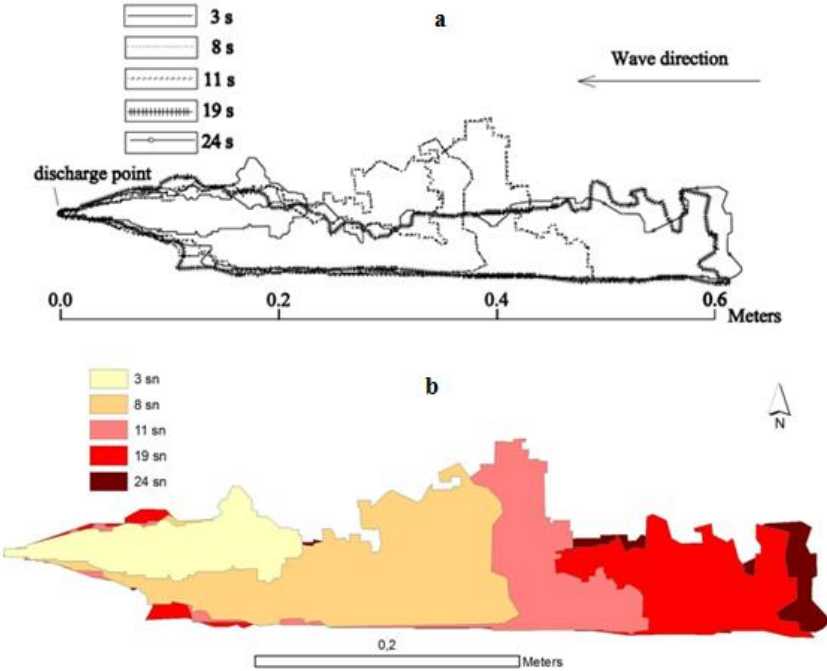 a
3 s
8 s
11 s
19 s
24 s
Wave direction
discharge point
0.0 0.2 0.4 0.6
Meters
b
3 sn
8 sn
11 sn
19 sn
24 sn
N
0,2
Meters